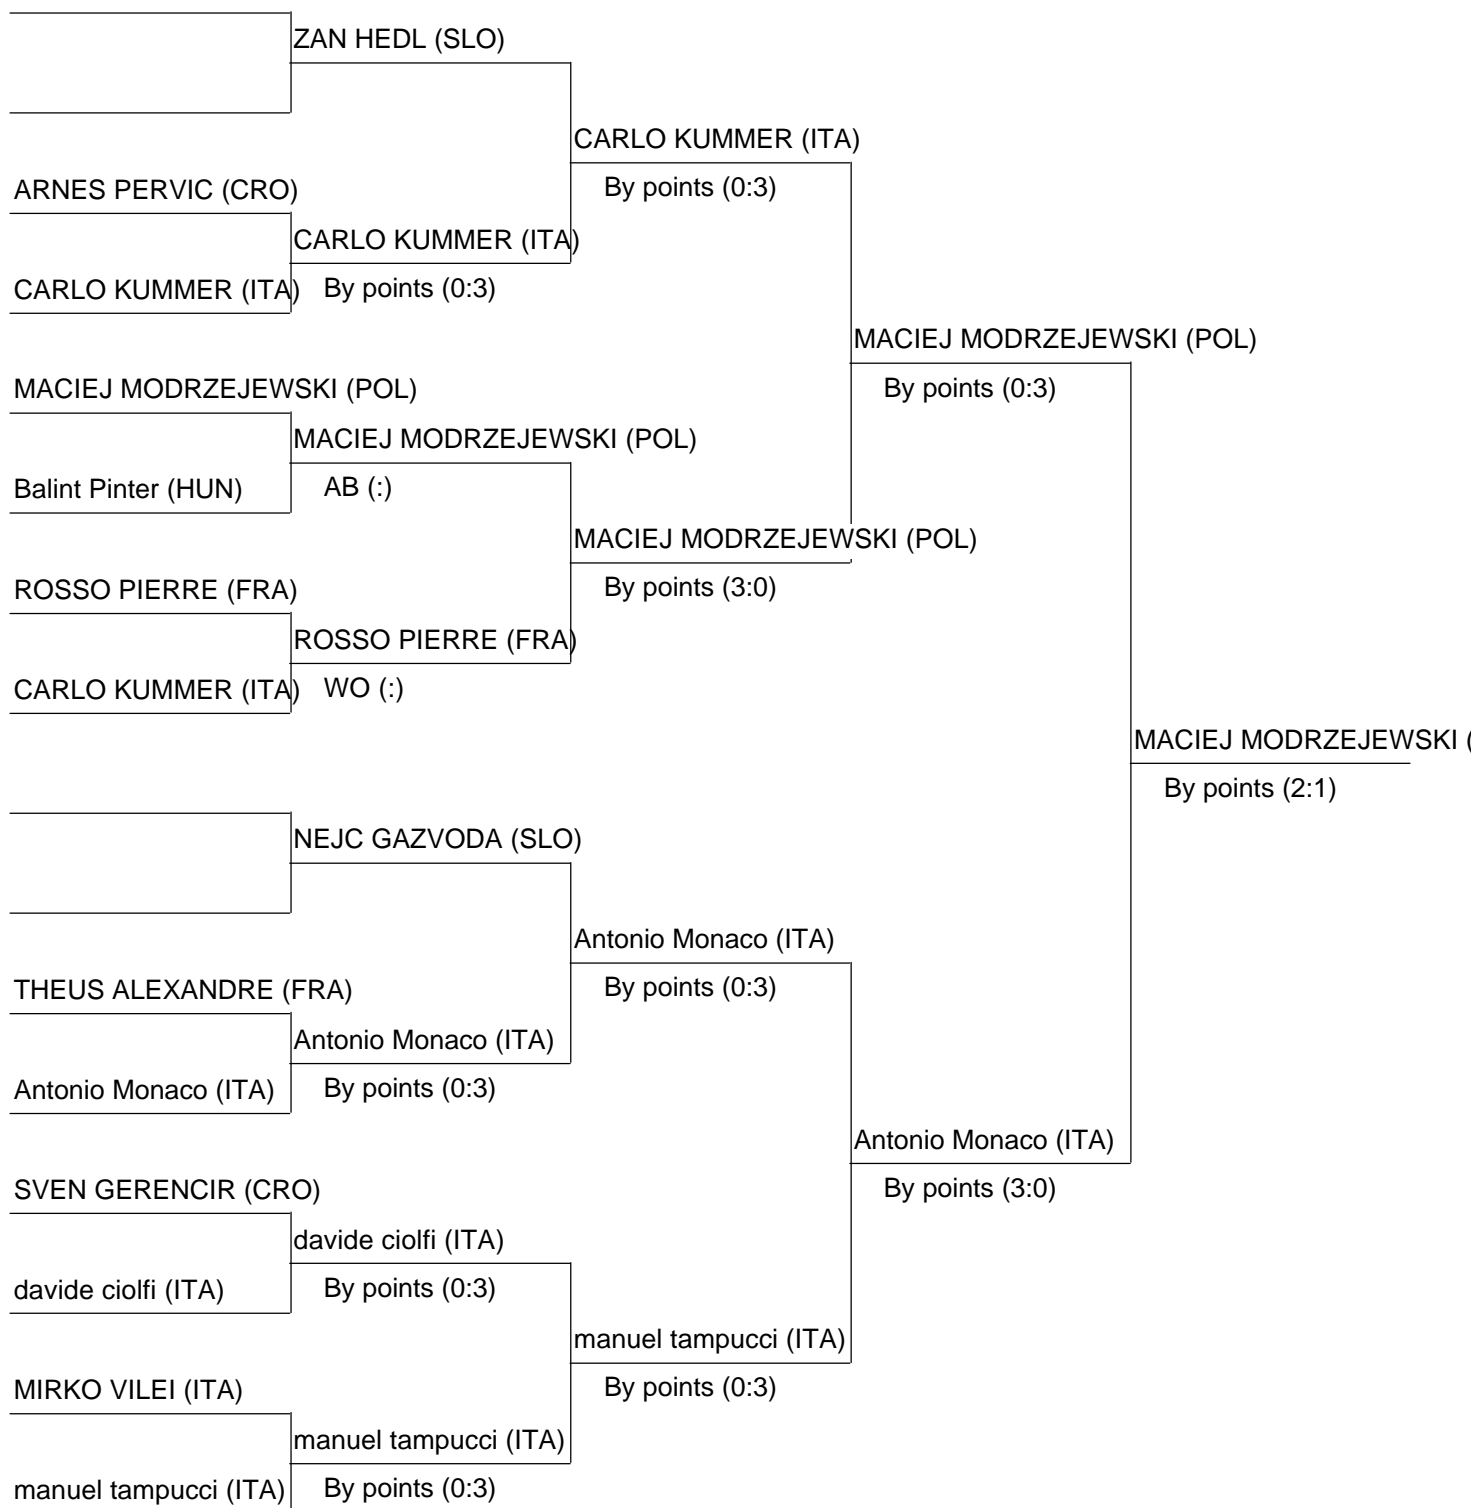 ZAN HEDL (SLO)
CARLO KUMMER (ITA)
By points (0:3)
ARNES PERVIC (CRO)
CARLO KUMMER (ITA)
By points (0:3)
CARLO KUMMER (ITA)
MACIEJ MODRZEJEWSKI (POL)
By points (0:3)
MACIEJ MODRZEJEWSKI (POL)
MACIEJ MODRZEJEWSKI (POL)
AB (:)
Balint Pinter (HUN)
MACIEJ MODRZEJEWSKI (POL)
By points (3:0)
ROSSO PIERRE (FRA)
ROSSO PIERRE (FRA)
WO (:)
CARLO KUMMER (ITA)
MACIEJ MODRZEJEWSKI (
By points (2:1)
NEJC GAZVODA (SLO)
Antonio Monaco (ITA)
By points (0:3)
THEUS ALEXANDRE (FRA)
Antonio Monaco (ITA)
By points (0:3)
Antonio Monaco (ITA)
Antonio Monaco (ITA)
By points (3:0)
SVEN GERENCIR (CRO)
davide ciolfi (ITA)
By points (0:3)
davide ciolfi (ITA)
manuel tampucci (ITA)
By points (0:3)
MIRKO VILEI (ITA)
manuel tampucci (ITA)
By points (0:3)
manuel tampucci (ITA)